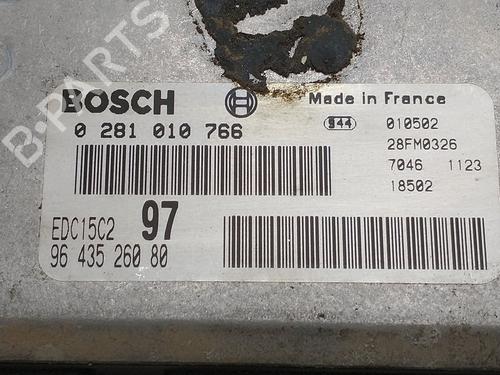 B-PARTS
BOSCH
Made in France
0 281 010 766
944 010502
28FM0326
7046 1123
18502
EDC15C2 97
96 435 260 80